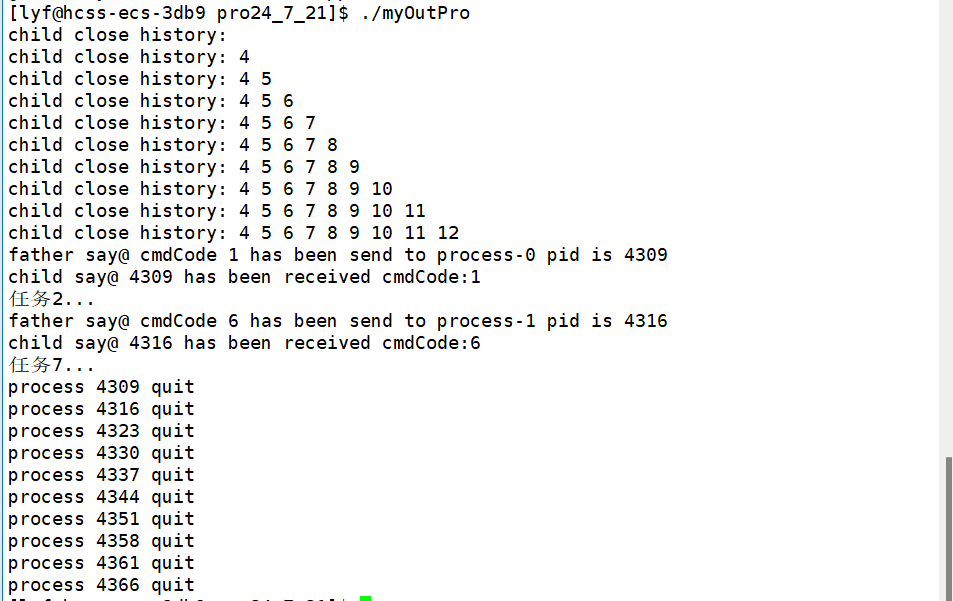 [lyf@hcss-ecs-3db9 pro24_7_21]$ ./myOutPro
child close history:
child close history: 4
child close history: 4 5
child close history: 4 5 6
child close history: 4 5 6 7
child close history: 4 5 6 7 8
child close history: 4 5 6 7 8 9
child close history: 4 5 6 7 8 9 10
child close history: 4 5 6 7 8 9 10 11
child close history: 4 5 6 7 8 9 10 11 12
father say@ cmdCode 1 has been send to process-0 pid is 4309
child say@ 4309 has been received cmdCode:1
任务2...
father say@ cmdCode 6 has been send to process-1 pid is 4316
child say@ 4316 has been received cmdCode:6
任务7...
process 4309 quit
process 4316 quit
process 4323 quit
process 4330 quit
process 4337 quit
process 4344 quit
process 4351 quit
process 4358 quit
process 4361 quit
process 4366 quit